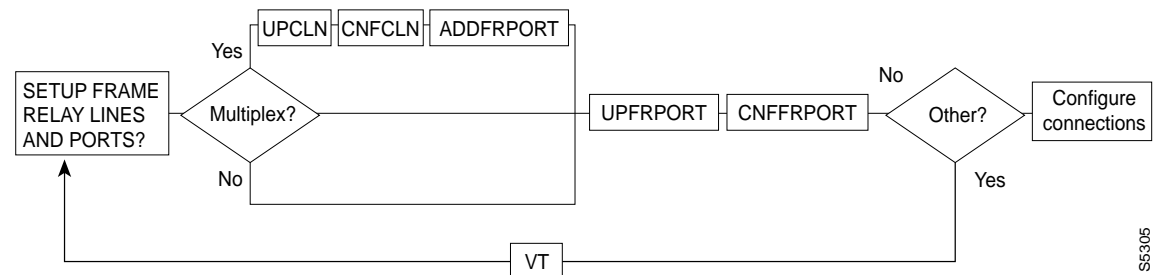 UPCLN
CNFCLN
ADDFRPORT
Yes
SETUP FRAME
RELAY LINES
AND PORTS?
Multiplex?
No
UPFRPORT
CNFFRPORT
No
Other?
Yes
Configure
connections
VT
S5305